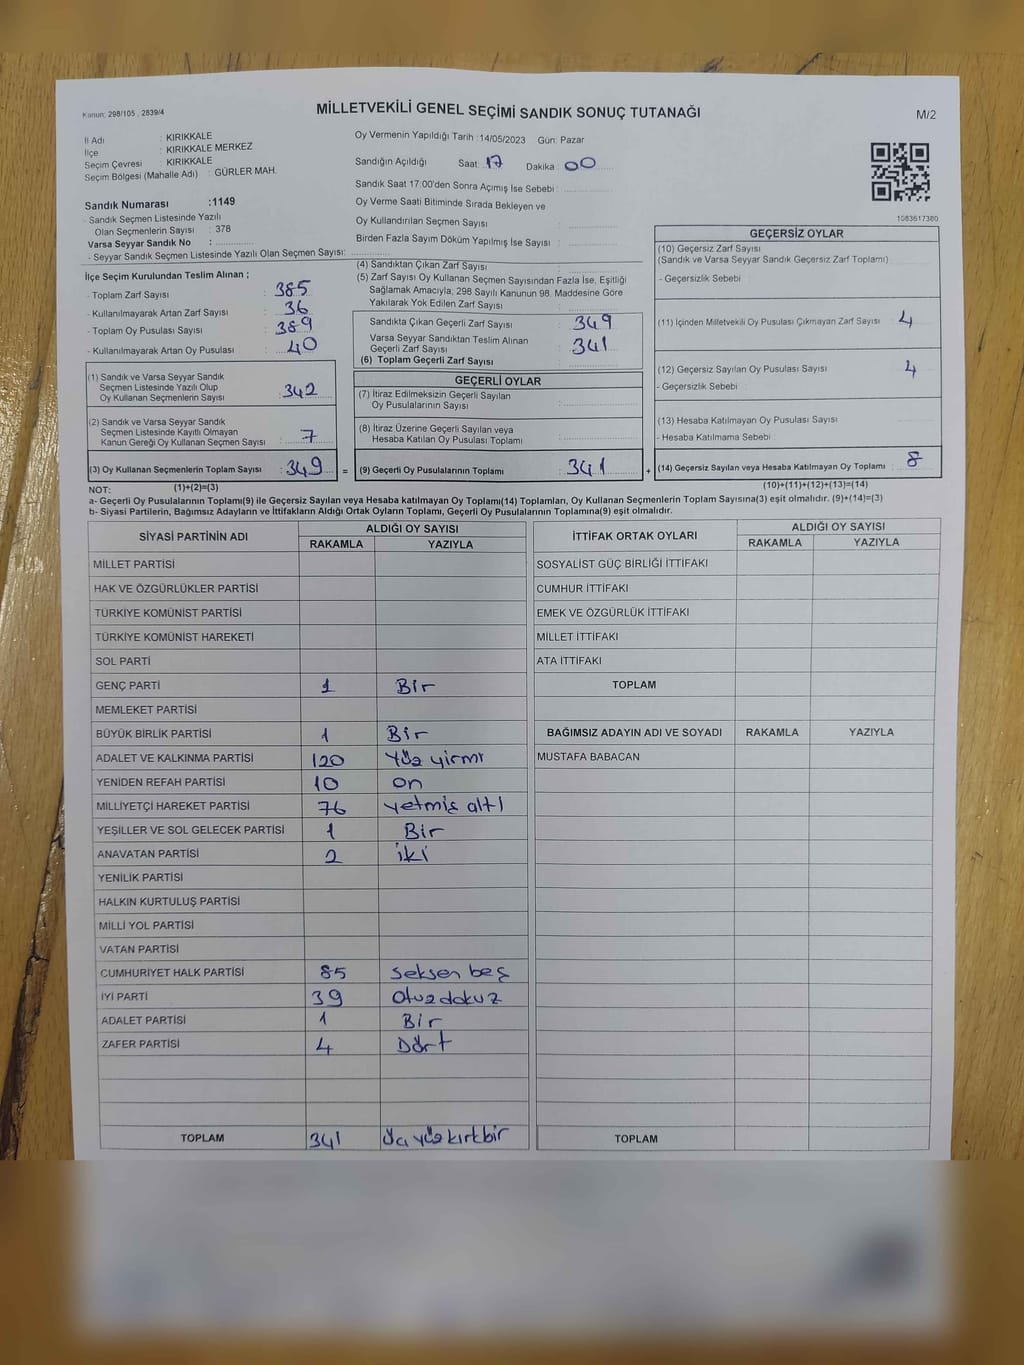 Kanun: 298/105 , 2839/4
MİLLETVEKİLİ GENEL SEÇİMİ SANDIK SONUÇ TUTANAĞI
M/2
İl Adı : KIRIKKALE
İlçe : KIRIKKALE MERKEZ
Seçim Çevresi : KIRIKKALE
Seçim Bölgesi (Mahalle Adı) : GÜRLER MAH.
Sandık Numarası :1149
- Sandık Seçmen Listesinde Yazılı
Olan Seçmenlerin Sayısı : 378
Varsa Seyyar Sandık No :
- Seyyar Sandık Seçmen Listesinde Yazılı Olan Seçmen Sayısı:
Oy Vermenin Yapıldığı Tarih :14/05/2023 Gün: Pazar
Sandığın Açıldığı Saat :17 Dakika :00
Sandık Saat 17:00'den Sonra Açımış İse Sebebi :
Oy Verme Saati Bitiminde Sırada Bekleyen ve
Oy Kullandırılan Seçmen Sayısı :
Birden Fazla Sayım Döküm Yapılmış İse Sayısı :
1083617380
İlçe Seçim Kurulundan Teslim Alınan ;
- Toplam Zarf Sayısı : 385
- Kullanılmayarak Artan Zarf Sayısı : 36
- Toplam Oy Pusulası Sayısı : 389
- Kullanılmayarak Artan Oy Pusulası : 40
(1) Sandık ve Varsa Seyyar Sandık
Seçmen Listesinde Yazılı Olup
Oy Kullanan Seçmenlerin Sayısı : 342
(2) Sandık ve Varsa Seyyar Sandık
Seçmen Listesinde Kayıtlı Olmayan
Kanun Gereği Oy Kullanan Seçmen Sayısı : 7
(3) Oy Kullanan Seçmenlerin Toplam Sayısı : 349 =
(1)+(2)=(3)
(4) Sandıktan Çıkan Zarf Sayısı :
(5) Zarf Sayısı Oy Kullanan Seçmen Sayısından Fazla İse, Eşitliği
Sağlamak Amacıyla, 298 Sayılı Kanunun 98. Maddesine Göre
Yakılarak Yok Edilen Zarf Sayısı :
Sandıkta Çıkan Geçerli Zarf Sayısı : 349
Varsa Seyyar Sandıktan Teslim Alınan
Geçerli Zarf Sayısı : 341
(6) Toplam Geçerli Zarf Sayısı
GEÇERLİ OYLAR
(7) İtiraz Edilmeksizin Geçerli Sayılan
Oy Pusulalarının Sayısı :
(8) İtiraz Üzerine Geçerli Sayılan veya
Hesaba Katılan Oy Pusulası Toplamı :
(9) Geçerli Oy Pusulalarının Toplamı : 341 +
GEÇERSİZ OYLAR
(10) Geçersiz Zarf Sayısı
(Sandık ve Varsa Seyyar Sandık Geçersiz Zarf Toplamı) :
- Geçersizlik Sebebi :
(11) İçinden Milletvekili Oy Pusulası Çıkmayan Zarf Sayısı : 4
(12) Geçersiz Sayılan Oy Pusulası Sayısı : 4
- Geçersizlik Sebebi :
(13) Hesaba Katılmayan Oy Pusulası Sayısı :
- Hesaba Katılmama Sebebi :
(14) Geçersiz Sayılan veya Hesaba Katılmayan Oy Toplamı : 8
(10)+(11)+(12)+(13)=(14)
NOT:
a- Geçerli Oy Pusulalarının Toplamı(9) ile Geçersiz Sayılan veya Hesaba katılmayan Oy Toplamı(14) Toplamları, Oy Kullanan Seçmenlerin Toplam Sayısına(3) eşit olmalıdır. (9)+(14)=(3)
b- Siyasi Partilerin, Bağımsız Adayların ve İttifakların Aldığı Ortak Oyların Toplamı, Geçerli Oy Pusulalarının Toplamına(9) eşit olmalıdır.
SİYASİ PARTİNİN ADI ALDIĞI OY SAYISI
RAKAMLA YAZIYLA
MİLLET PARTİSİ
HAK VE ÖZGÜRLÜKLER PARTİSİ
TÜRKİYE KOMÜNİST PARTİSİ
TÜRKİYE KOMÜNİST HAREKETİ
SOL PARTİ
GENÇ PARTİ 1 Bir
MEMLEKET PARTİSİ
BÜYÜK BİRLİK PARTİSİ 1 Bir
ADALET VE KALKINMA PARTİSİ 120 Yüz yirmi
YENİDEN REFAH PARTİSİ 10 on
MİLLİYETÇİ HAREKET PARTİSİ 76 yetmiş altı
YEŞİLLER VE SOL GELECEK PARTİSİ 1 Bir
ANAVATAN PARTİSİ 2 iki
YENİLİK PARTİSİ
HALKIN KURTULUŞ PARTİSİ
MİLLİ YOL PARTİSİ
VATAN PARTİSİ
CUMHURİYET HALK PARTİSİ 85 seksen beş
İYİ PARTİ 39 Otuz dokuz
ADALET PARTİSİ 1 Bir
ZAFER PARTİSİ 4 Dört
TOPLAM 341 Üç yüz kırk bir
İTTİFAK ORTAK OYLARI ALDIĞI OY SAYISI
RAKAMLA YAZIYLA
SOSYALİST GÜÇ BİRLİĞİ İTTİFAKI
CUMHUR İTTİFAKI
EMEK VE ÖZGÜRLÜK İTTİFAKI
MİLLET İTTİFAKI
ATA İTTİFAKI
TOPLAM
BAĞIMSIZ ADAYIN ADI VE SOYADI RAKAMLA YAZIYLA
MUSTAFA BABACAN
TOPLAM